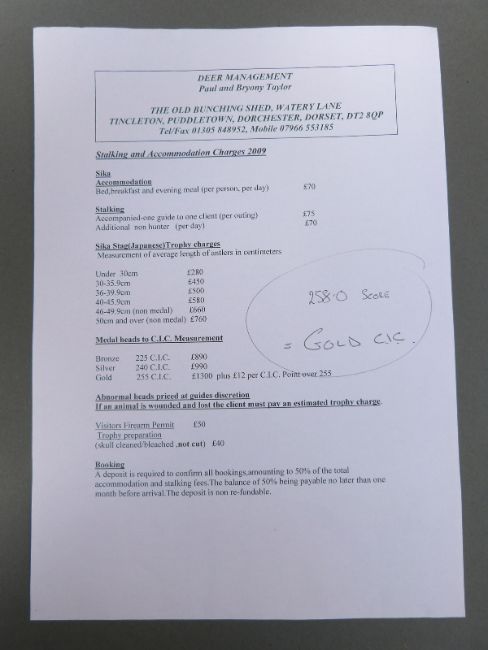 DEER MANAGEMENT
Paul and Bryony Taylor
THE OLD BUNCHING SHED, WATERY LANE
TINCLETON, PUDDLETOWN, DORCHESTER, DORSET, DT2 8QP
Tel/Fax 01305 848952, Mobile 07966 553185
Stalking and Accommodation Charges 2009
Sika
Accommodation
Bed,breakfast and evening meal (per person, per day) £70
Stalking
Accompanied-one guide to one client (per outing) £75
Additional non hunter (per day) £70
Sika Stag(Japanese)Trophy charges
Measurement of average length of antlers in centimeters
Under 30cm £280
30-35.9cm £450
36-39.9cm £500
40-45.9cm £580
46-49.9cm (non medal) £660
50cm and over (non medal) £760
258.0 SCORE
= GOLD CIC.
Medal heads to C.I.C. Measurement
Bronze 225 C.I.C. £890
Silver 240 C.I.C. £990
Gold 255 C.I.C. £1300 plus £12 per C.I.C. Point over 255
Abnormal heads priced at guides discretion
If an animal is wounded and lost the client must pay an estimated trophy charge.
Visitors Firearm Permit £50
Trophy preparation
(skull cleaned/bleached ,not cut) £40
Booking
A deposit is required to confirm all bookings,amounting to 50% of the total
accommodation and stalking fees.The balance of 50% being payable no later than one
month before arrival.The deposit is non re-fundable.